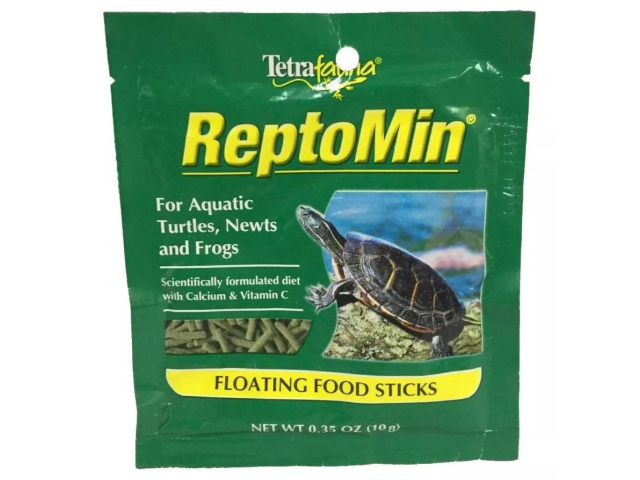 Tetrafauna®
ReptoMin®
For Aquatic
Turtles, Newts
and Frogs
Scientifically formulated diet
with Calcium & Vitamin C
FLOATING FOOD STICKS
NET WT 0.35 OZ (10g)